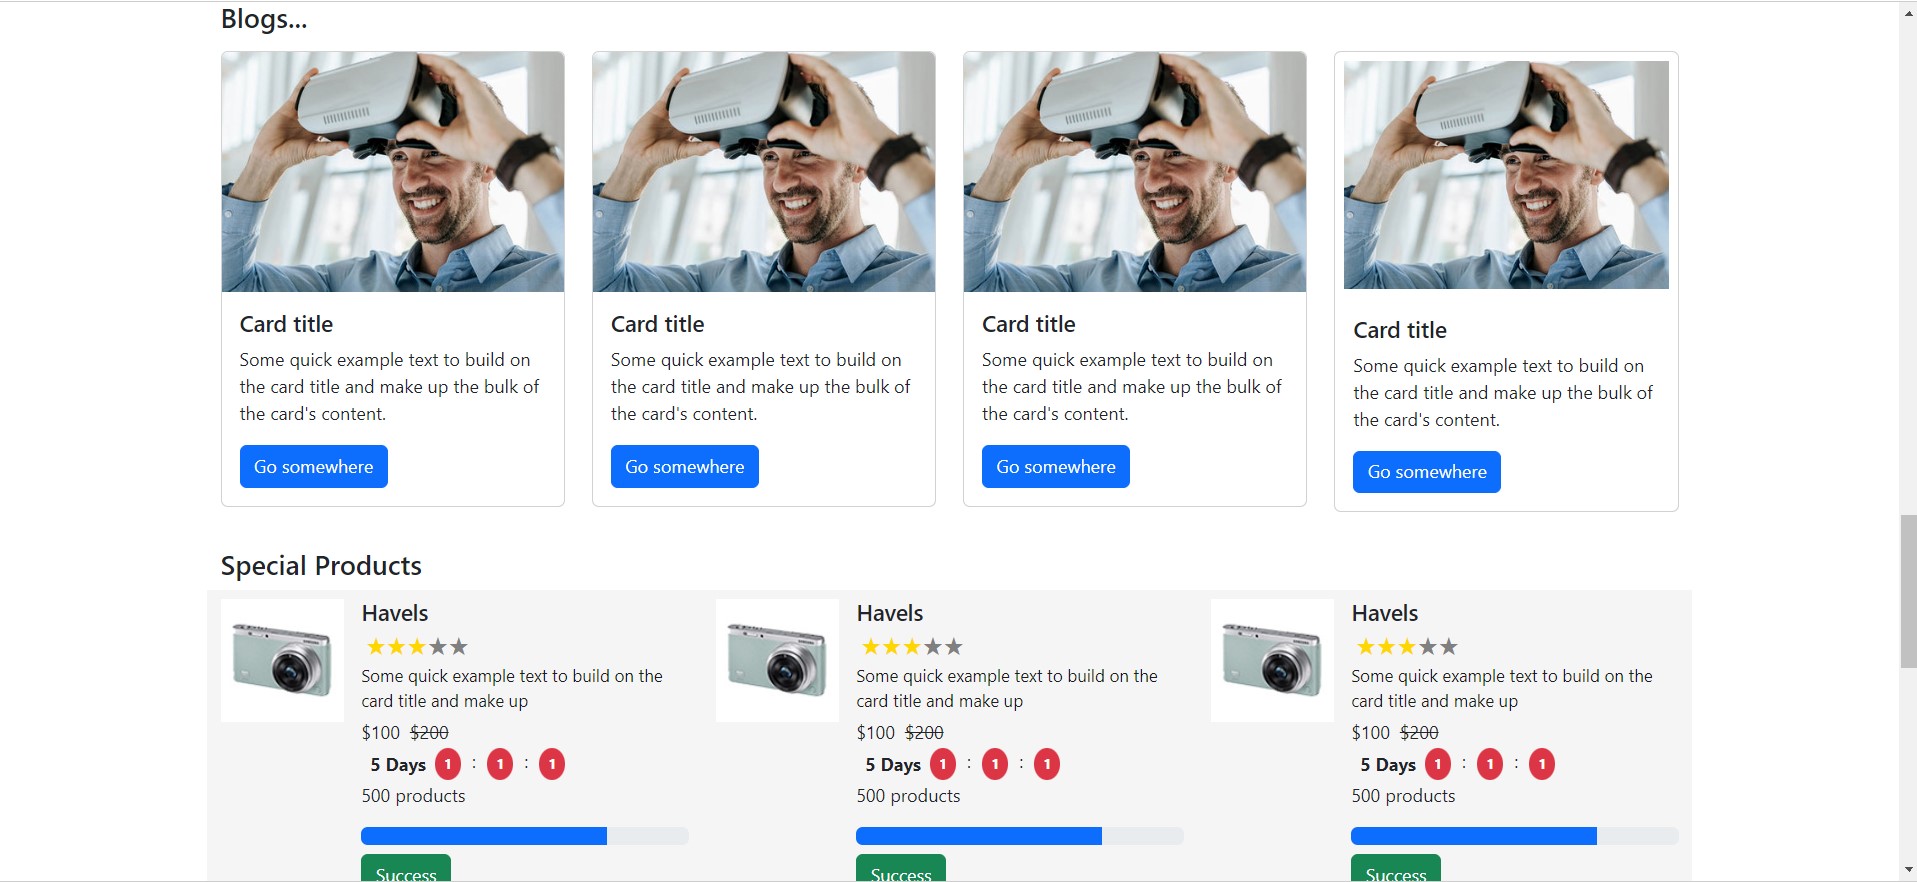 Blogs...
Card title
Some quick example text to build on
the card title and make up the bulk of
the card's content.
Go somewhere
Card title
Some quick example text to build on
the card title and make up the bulk of
the card's content.
Go somewhere
Card title
Some quick example text to build on
the card title and make up the bulk of
the card's content.
Go somewhere
Card title
Some quick example text to build on
the card title and make up the bulk of
the card's content.
Go somewhere
Special Products
Havels
Some quick example text to build on the
card title and make up
$100 $200
5 Days 1 : 1 : 1
500 products
Success
Havels
Some quick example text to build on the
card title and make up
$100 $200
5 Days 1 : 1 : 1
500 products
Success
Havels
Some quick example text to build on the
card title and make up
$100 $200
5 Days 1 : 1 : 1
500 products
Success